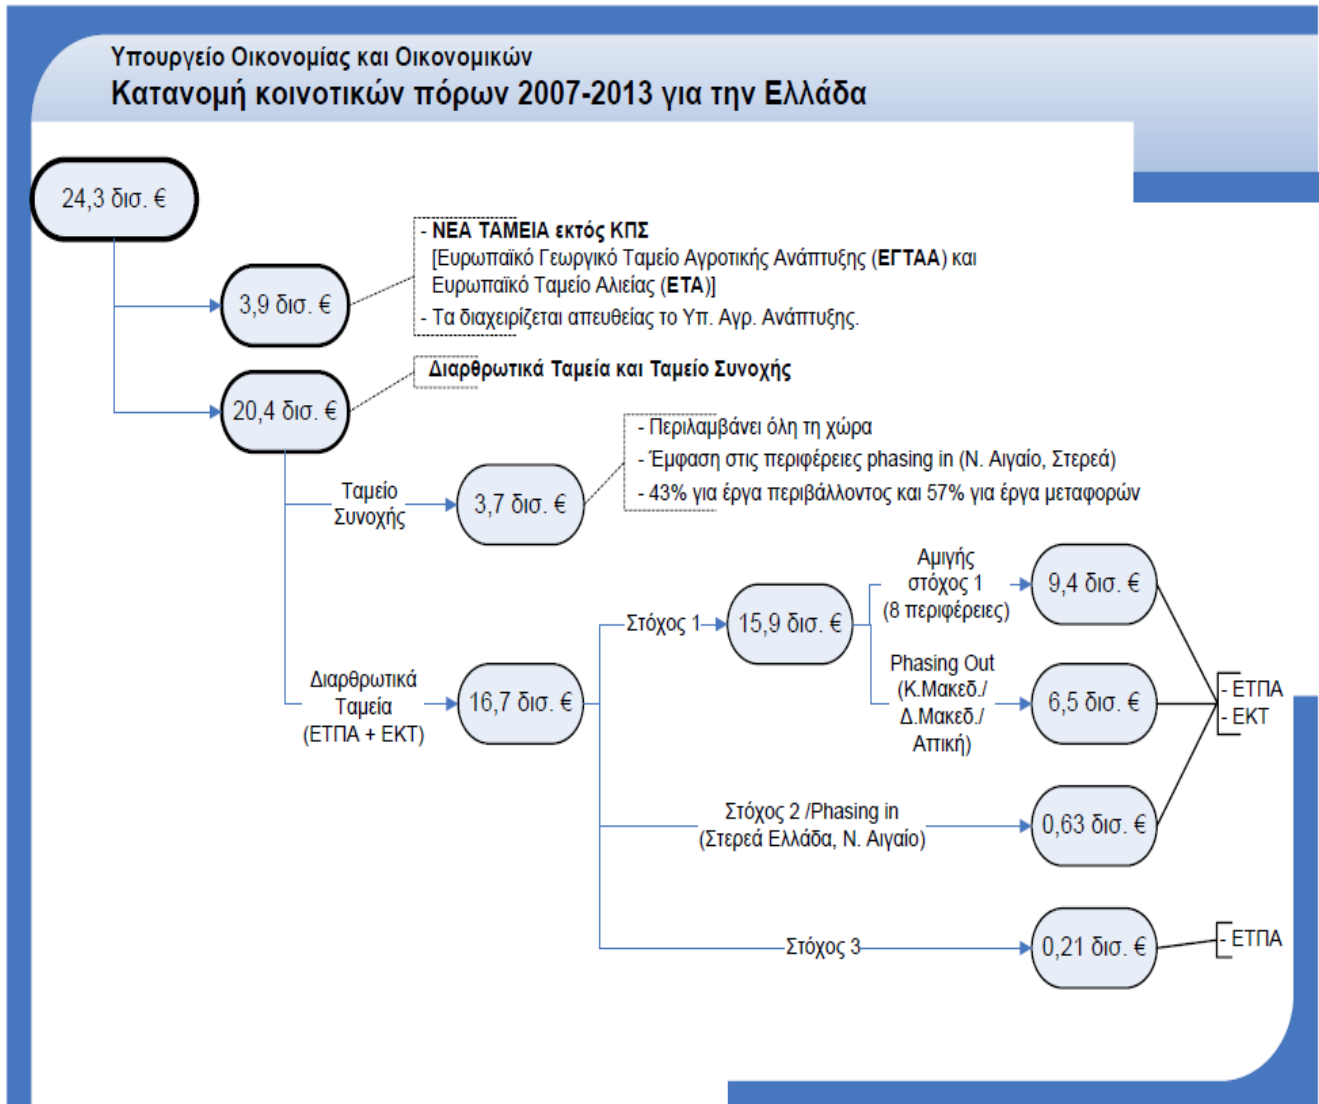 Υπουργείο Οικονομίας και Οικονομικών
Κατανομή κοινοτικών πόρων 2007-2013 για την Ελλάδα
24,3 δισ. €
- ΝΕΑ ΤΑΜΕΙΑ εκτός ΚΠΣ
[Ευρωπαϊκό Γεωργικό Ταμείο Αγροτικής Ανάπτυξης (ΕΓΤΑΑ) και
Ευρωπαϊκό Ταμείο Αλιείας (ΕΤΑ)]
- Τα διαχειρίζεται απευθείας το Υπ. Αγρ. Ανάπτυξης.
3,9 δισ. €
Διαρθρωτικά Ταμεία και Ταμείο Συνοχής
20,4 δισ. €
- Περιλαμβάνει όλη τη χώρα
- Έμφαση στις περιφέρειες phasing in (Ν. Αιγαίο, Στερεά)
- 43% για έργα περιβάλλοντος και 57% για έργα μεταφορών
Ταμείο
Συνοχής
3,7 δισ. €
Αμιγής
στόχος 1
(8 περιφέρειες)
9,4 δισ. €
Στόχος 1
15,9 δισ. €
Phasing Out
(Κ.Μακεδ./
Δ.Μακεδ./
Αττική)
6,5 δισ. €
- ΕΤΠΑ
- ΕΚΤ
Διαρθρωτικά
Ταμεία
(ΕΤΠΑ + ΕΚΤ)
16,7 δισ. €
Στόχος 2 /Phasing in
(Στερεά Ελλάδα, Ν. Αιγαίο)
0,63 δισ. €
Στόχος 3
0,21 δισ. €
- ΕΤΠΑ